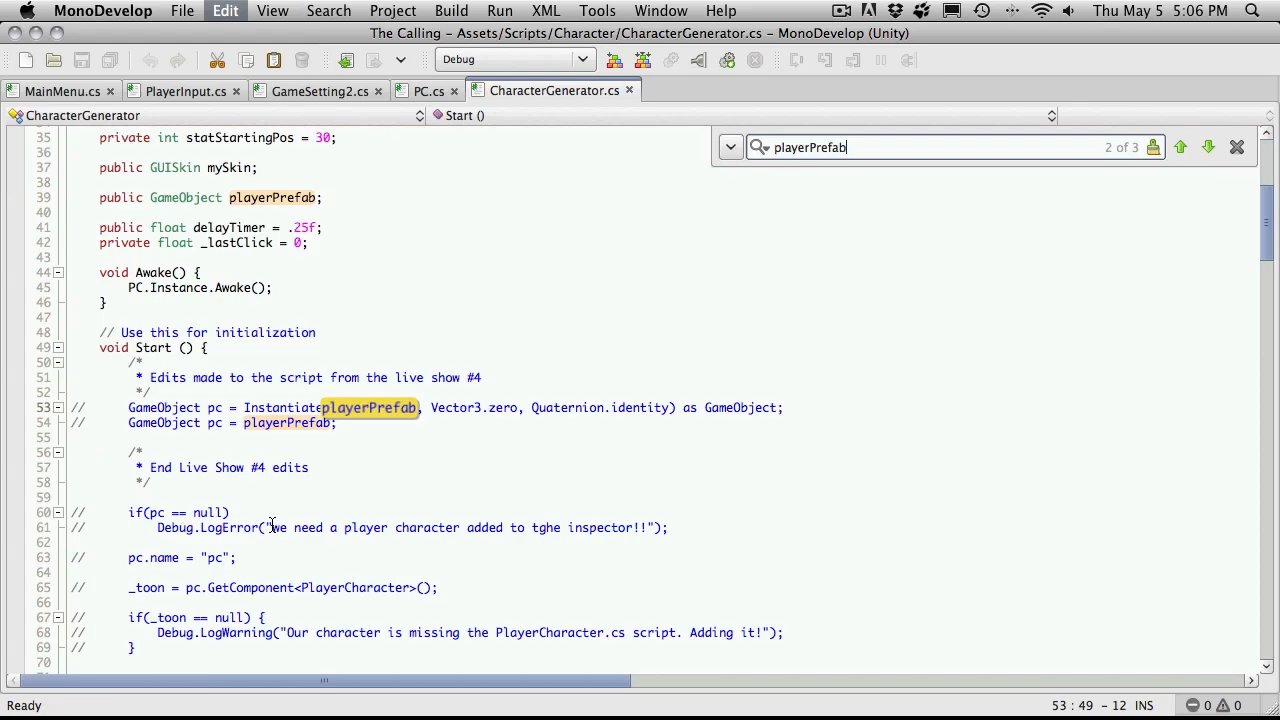 MonoDevelop File Edit View Search Project Build Run XML Tools Window Help Thu May 5 5:06 PM
The Calling – Assets/Scripts/Character/CharacterGenerator.cs – MonoDevelop (Unity)
Debug
MainMenu.cs PlayerInput.cs GameSetting2.cs PC.cs CharacterGenerator.cs
CharacterGenerator Start ()
playerPrefab 2 of 3
35 private int statStartingPos = 30;
36
37 public GUISkin mySkin;
38
39 public GameObject playerPrefab;
40
41 public float delayTimer = .25f;
42 private float _lastClick = 0;
43
44 void Awake() {
45 PC.Instance.Awake();
46 }
47
48 // Use this for initialization
49 void Start () {
50 /*
51 * Edits made to the script from the live show #4
52 */
53 // GameObject pc = Instantiate playerPrefab, Vector3.zero, Quaternion.identity) as GameObject;
54 // GameObject pc = playerPrefab;
55
56 /*
57 * End Live Show #4 edits
58 */
59
60 // if(pc == null)
61 // Debug.LogError("we need a player character added to tghe inspector!!");
62
63 // pc.name = "pc";
64
65 // _toon = pc.GetComponent<PlayerCharacter>();
66
67 // if(_toon == null) {
68 // Debug.LogWarning("Our character is missing the PlayerCharacter.cs script. Adding it!");
69 // }
70
Ready 53 : 49 - 12 INS 0 0